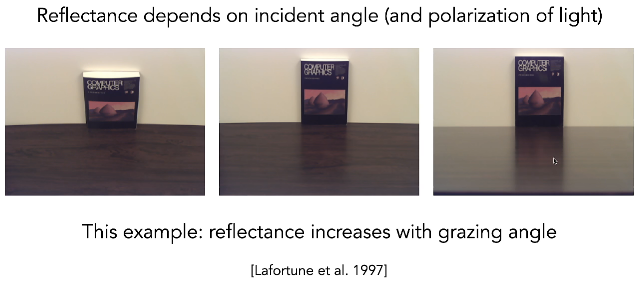 Reflectance depends on incident angle (and polarization of light)
COMPUTER
GRAPHICS
COMPUTER
GRAPHICS
COMPUTER
GRAPHICS
This example: reflectance increases with grazing angle
[Lafortune et al. 1997]